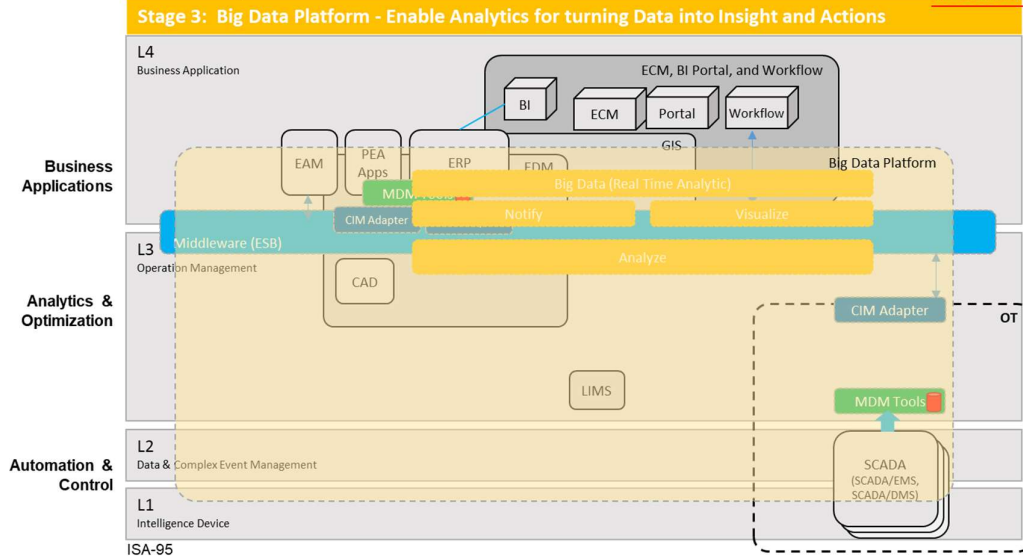 Stage 3: Big Data Platform - Enable Analytics for turning Data into Insight and Actions
L4
Business Application
ECM, BI Portal, and Workflow
BI
ECM
Portal
Workflow
GIS
EAM
PEA
Apps
ERP
EDM
Big Data Platform
Business
Applications
Big Data (Real Time Analytic)
MDM Tools
CIM Adapter
Notify
Visualize
Middleware (ESB)
L3
Operation Management
Analyze
CAD
Analytics &
Optimization
CIM Adapter
OT
LIMS
MDM Tools
L2
Data & Complex Event Management
Automation &
Control
SCADA
(SCADA/EMS,
SCADA/DMS)
L1
Intelligence Device
ISA-95